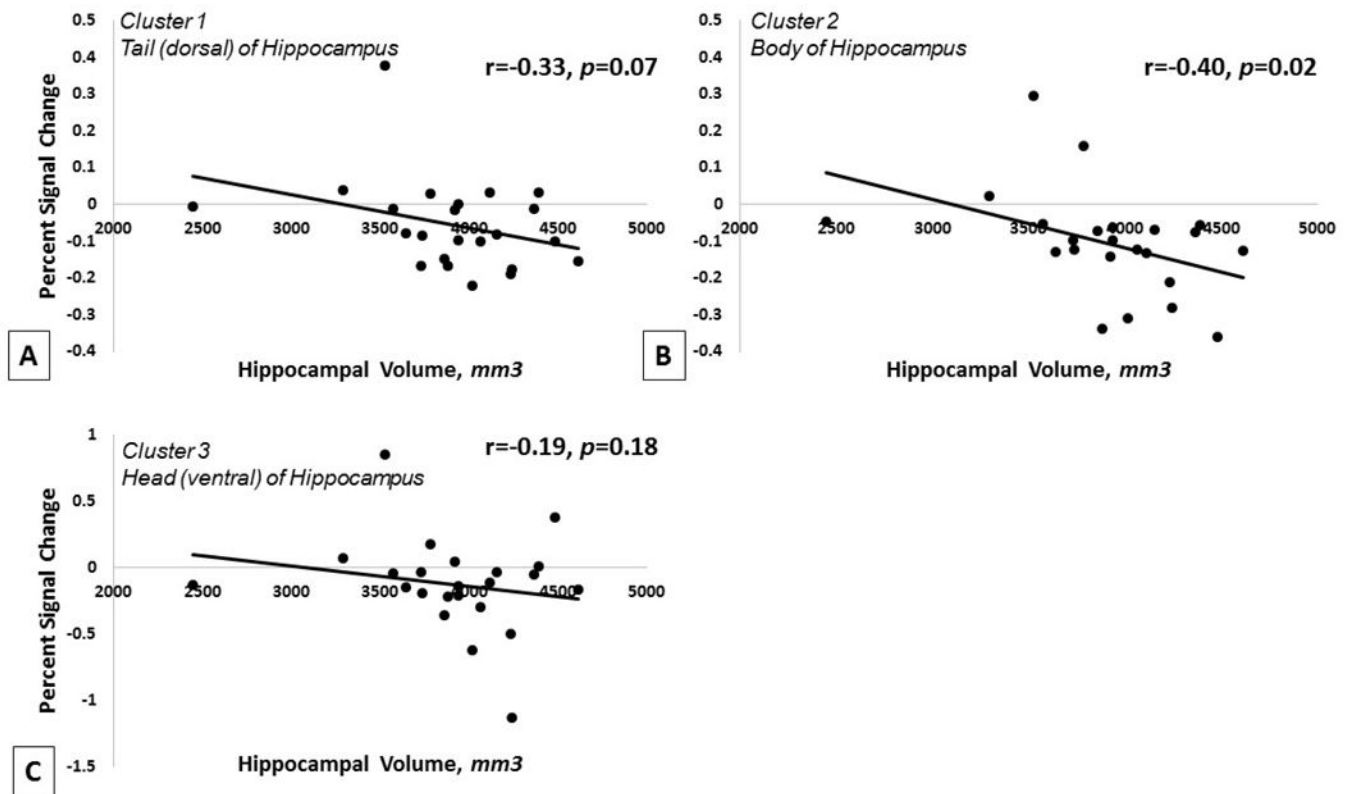 Cluster 1
Tail (dorsal) of Hippocampus
r=-0.33, p=0.07
0.5
0.4
0.3
0.2
0.1
0
-0.1
-0.2
-0.3
-0.4
2000
2500
3000
3500
4000
4500
5000
Percent Signal Change
Hippocampal Volume, mm3
A
Cluster 2
Body of Hippocampus
r=-0.40, p=0.02
0.5
0.4
0.3
0.2
0.1
0
-0.1
-0.2
-0.3
-0.4
2000
2500
3000
3500
4000
4500
5000
Percent Signal Change
Hippocampal Volume, mm3
B
Cluster 3
Head (ventral) of Hippocampus
r=-0.19, p=0.18
1
0.5
0
-0.5
-1
-1.5
2000
2500
3000
3500
4000
4500
5000
Percent Signal Change
Hippocampal Volume, mm3
C